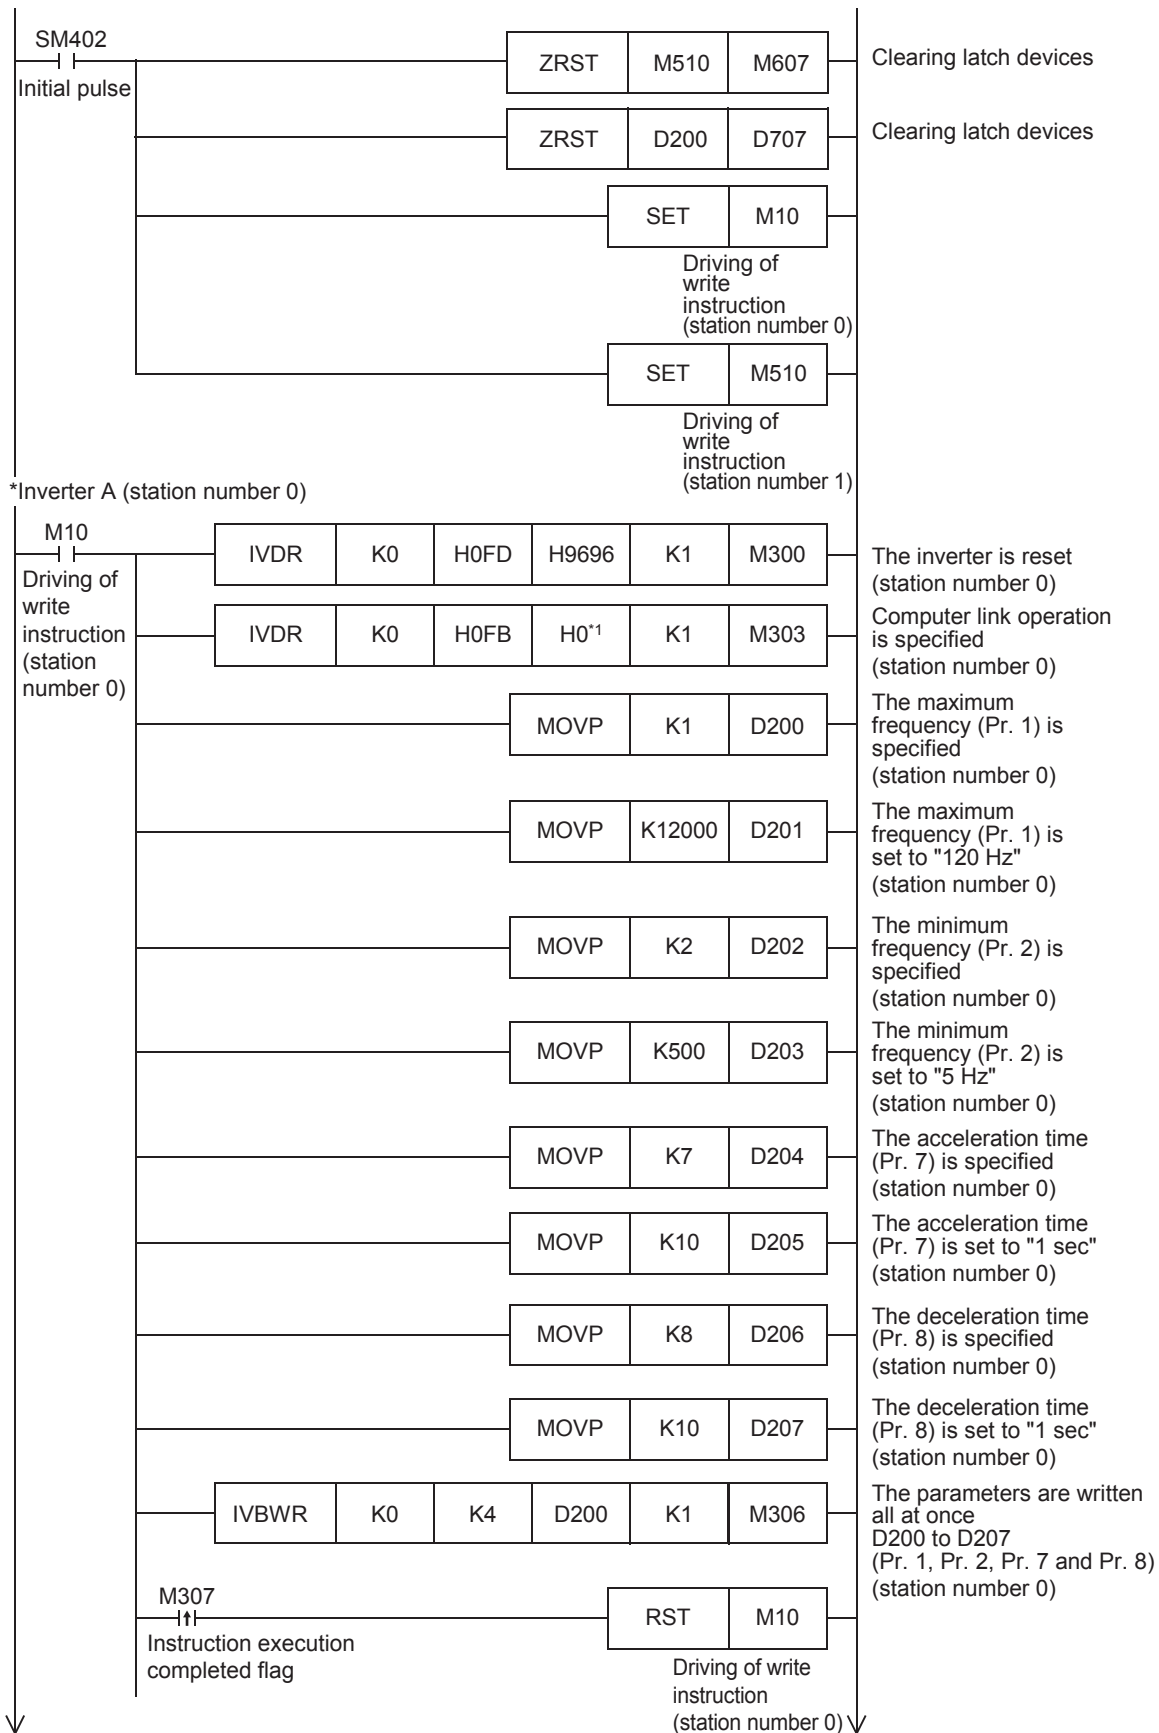 SM402
Initial pulse
ZRST M510 M607
Clearing latch devices
ZRST D200 D707
Clearing latch devices
SET M10
Driving of
write
instruction
(station number 0)
SET M510
Driving of
write
instruction
(station number 1)
*Inverter A (station number 0)
M10
Driving of
write
instruction
(station
number 0)
IVDR K0 H0FD H9696 K1 M300
The inverter is reset
(station number 0)
IVDR K0 H0FB H0*1 K1 M303
Computer link operation
is specified
(station number 0)
MOVP K1 D200
The maximum
frequency (Pr. 1) is
specified
(station number 0)
MOVP K12000 D201
The maximum
frequency (Pr. 1) is
set to "120 Hz"
(station number 0)
MOVP K2 D202
The minimum
frequency (Pr. 2) is
specified
(station number 0)
MOVP K500 D203
The minimum
frequency (Pr. 2) is
set to "5 Hz"
(station number 0)
MOVP K7 D204
The acceleration time
(Pr. 7) is specified
(station number 0)
MOVP K10 D205
The acceleration time
(Pr. 7) is set to "1 sec"
(station number 0)
MOVP K8 D206
The deceleration time
(Pr. 8) is specified
(station number 0)
MOVP K10 D207
The deceleration time
(Pr. 8) is set to "1 sec"
(station number 0)
IVBWR K0 K4 D200 K1 M306
The parameters are written
all at once
D200 to D207
(Pr. 1, Pr. 2, Pr. 7 and Pr. 8)
(station number 0)
M307
Instruction execution
completed flag
RST M10
Driving of write
instruction
(station number 0)